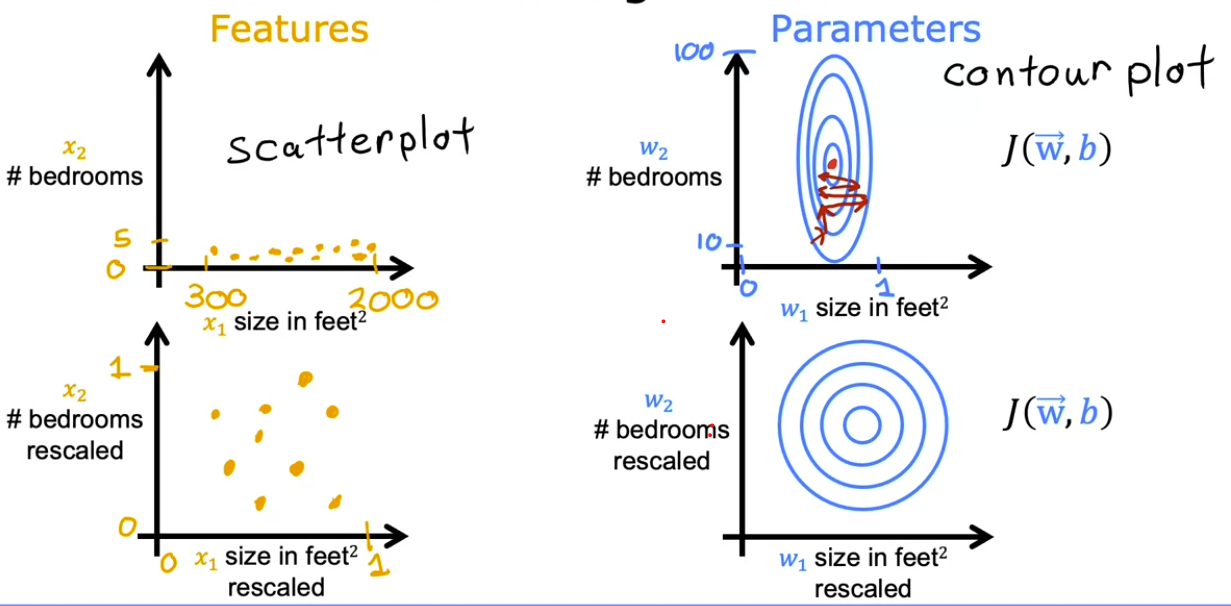 Features
x₂
# bedrooms
scatterplot
5
0
300
2000
x₁ size in feet²
Parameters
100
contour plot
w₂
# bedrooms
J(w⃗, b)
10
0
1
w₁ size in feet²
1
x₂
# bedrooms
rescaled
0
0
x₁ size in feet²
1
rescaled
w₂
# bedrooms
rescaled
J(w⃗, b)
w₁ size in feet²
rescaled